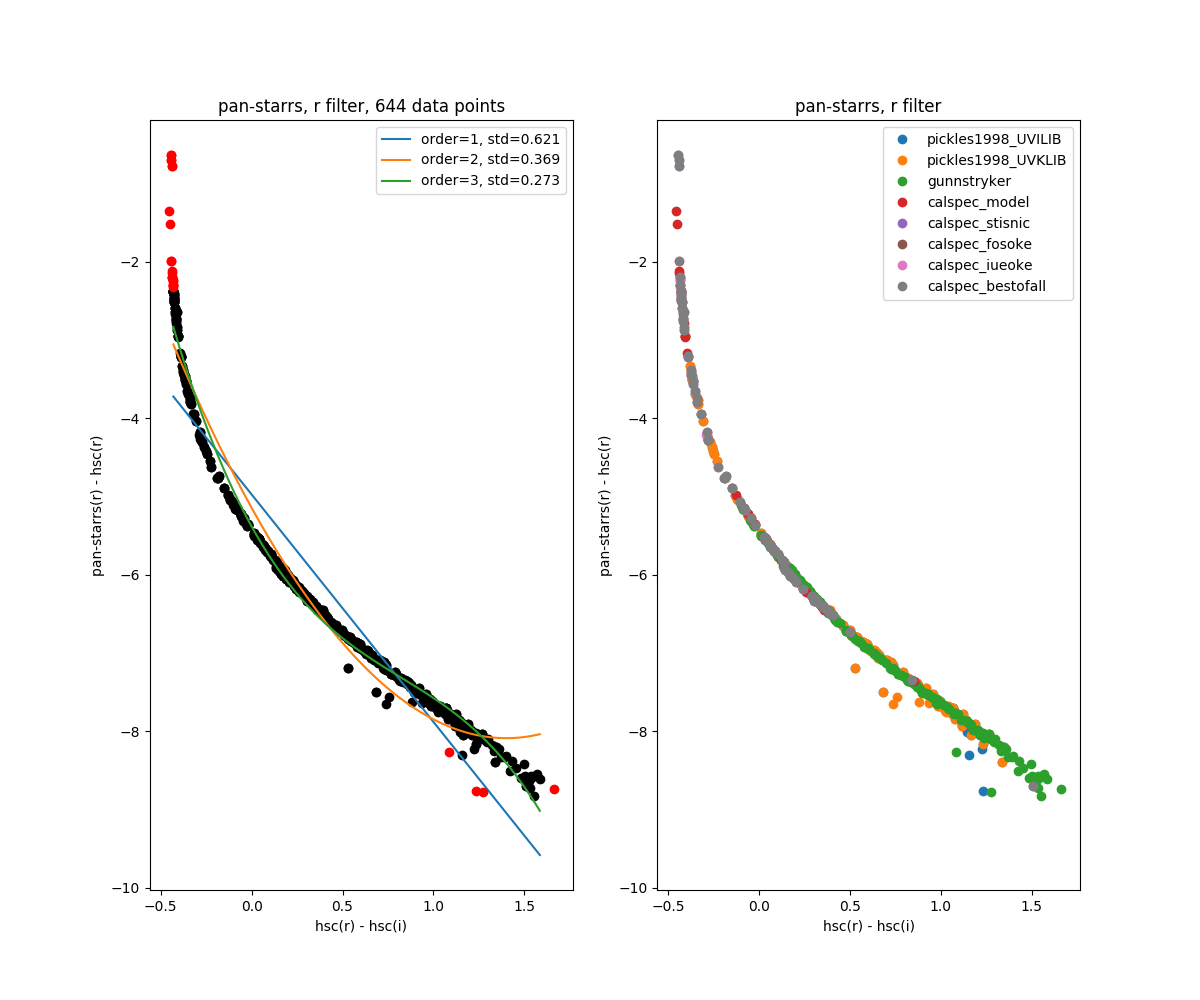 pan-starrs, r filter, 644 data points
order=1, std=0.621
order=2, std=0.369
order=3, std=0.273
−2
−4
−6
−8
−10
pan-starrs(r) - hsc(r)
−0.5 0.0 0.5 1.0 1.5
hsc(r) - hsc(i)
pan-starrs, r filter
pickles1998_UVILIB
pickles1998_UVKLIB
gunnstryker
calspec_model
calspec_stisnic
calspec_fosoke
calspec_iueoke
calspec_bestofall
−2
−4
−6
−8
−10
pan-starrs(r) - hsc(r)
−0.5 0.0 0.5 1.0 1.5
hsc(r) - hsc(i)